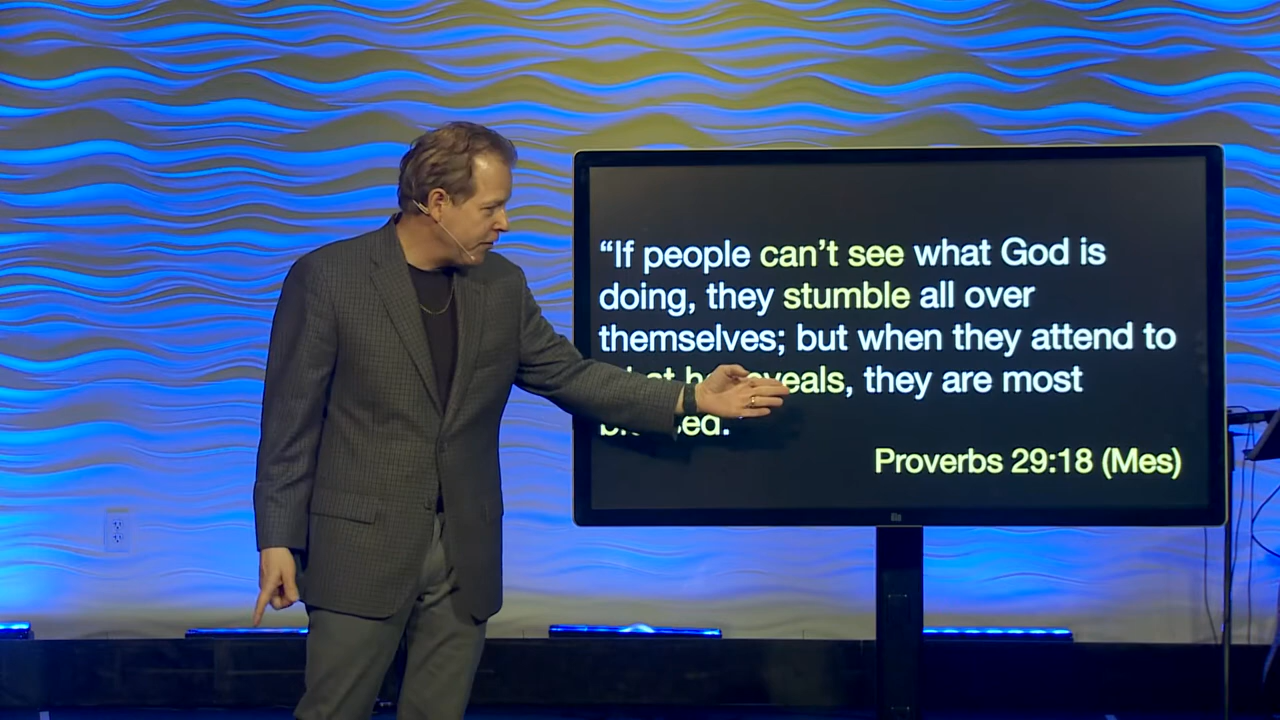 “If people can’t see what God is
doing, they stumble all over
themselves; but when they attend to
reveals, they are most
Proverbs 29:18 (Mes)